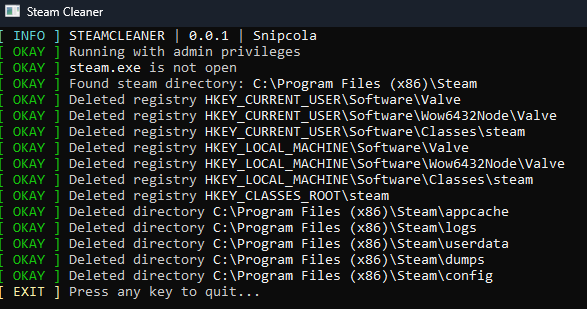 Steam Cleaner
[ INFO ] STEAMCLEANER | 0.0.1 | Snipcola
[ OKAY ] Running with admin privileges
[ OKAY ] steam.exe is not open
[ OKAY ] Found steam directory: C:\Program Files (x86)\Steam
[ OKAY ] Deleted registry HKEY_CURRENT_USER\Software\Valve
[ OKAY ] Deleted registry HKEY_CURRENT_USER\Software\Wow6432Node\Valve
[ OKAY ] Deleted registry HKEY_CURRENT_USER\Software\Classes\steam
[ OKAY ] Deleted registry HKEY_LOCAL_MACHINE\Software\Valve
[ OKAY ] Deleted registry HKEY_LOCAL_MACHINE\Software\Wow6432Node\Valve
[ OKAY ] Deleted registry HKEY_LOCAL_MACHINE\Software\Classes\steam
[ OKAY ] Deleted registry HKEY_CLASSES_ROOT\steam
[ OKAY ] Deleted directory C:\Program Files (x86)\Steam\appcache
[ OKAY ] Deleted directory C:\Program Files (x86)\Steam\logs
[ OKAY ] Deleted directory C:\Program Files (x86)\Steam\userdata
[ OKAY ] Deleted directory C:\Program Files (x86)\Steam\dumps
[ OKAY ] Deleted directory C:\Program Files (x86)\Steam\config
[ EXIT ] Press any key to quit...